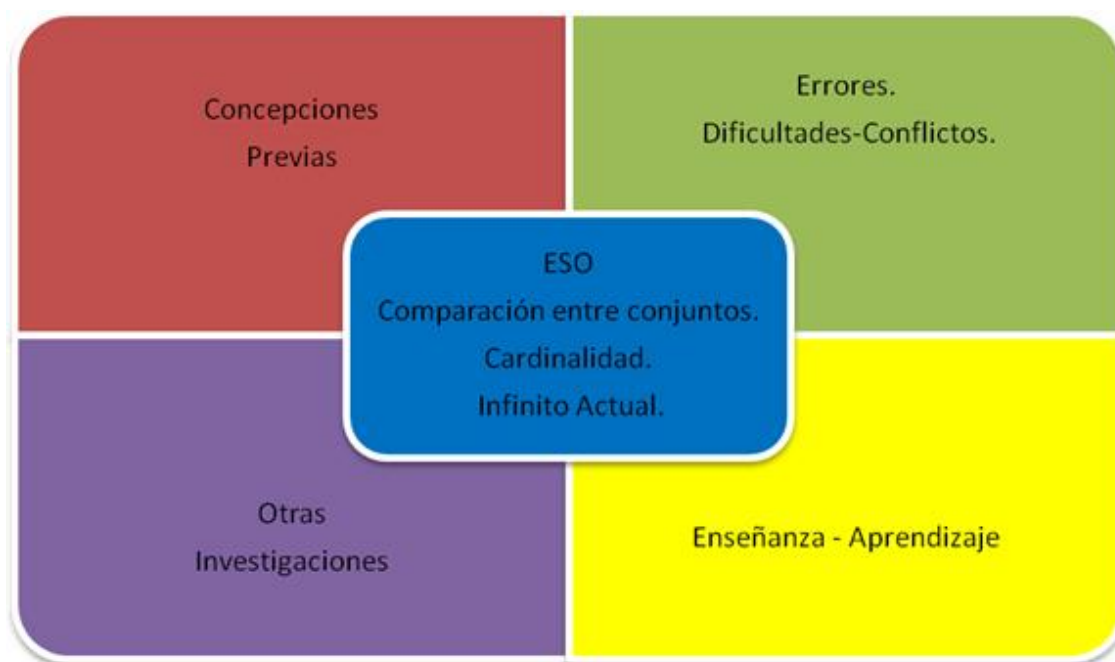 Concepciones
Previas
Errores.
Dificultades-Conflictos.
ESO
Comparación entre conjuntos.
Cardinalidad.
Infinito Actual.
Otras
Investigaciones
Enseñanza - Aprendizaje